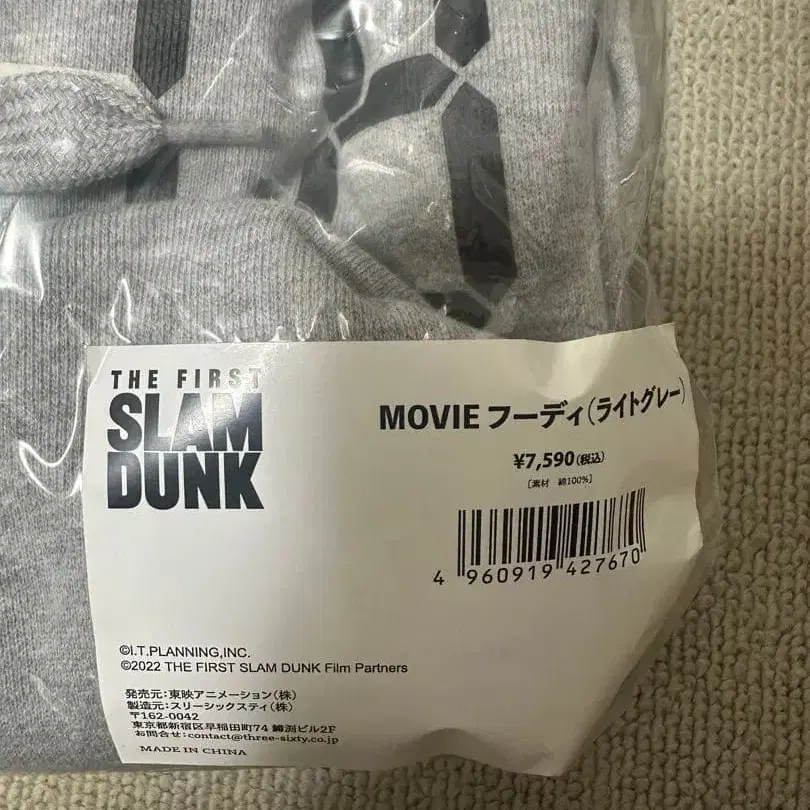 THE FIRST
SLAM
DUNK
MOVIE フーディ(ライトグレー)
¥7,590(税込)
[素材 綿100%]
4 960919 427670
©I.T.PLANNING,INC.
©2022 THE FIRST SLAM DUNK Film Partners
発売元:東映アニメーション(株)
製造元:スリーシックスティ(株)
〒162-0042
東京都新宿区早稲田町74 鱒渕ビル2F
お問合せ:contact@three-sixty.co.jp
MADE IN CHINA